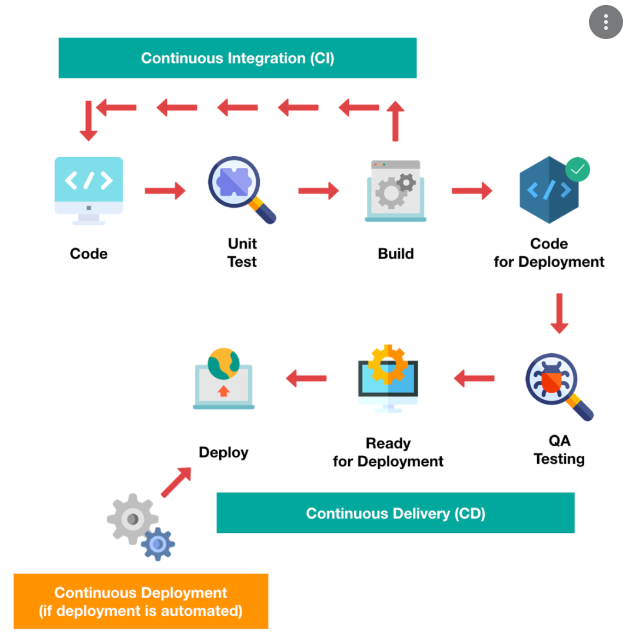 Continuous Integration (CI)
Code
Unit
Test
Build
Code
for Deployment
Deploy
Ready
for Deployment
QA
Testing
Continuous Delivery (CD)
Continuous Deployment
(if deployment is automated)